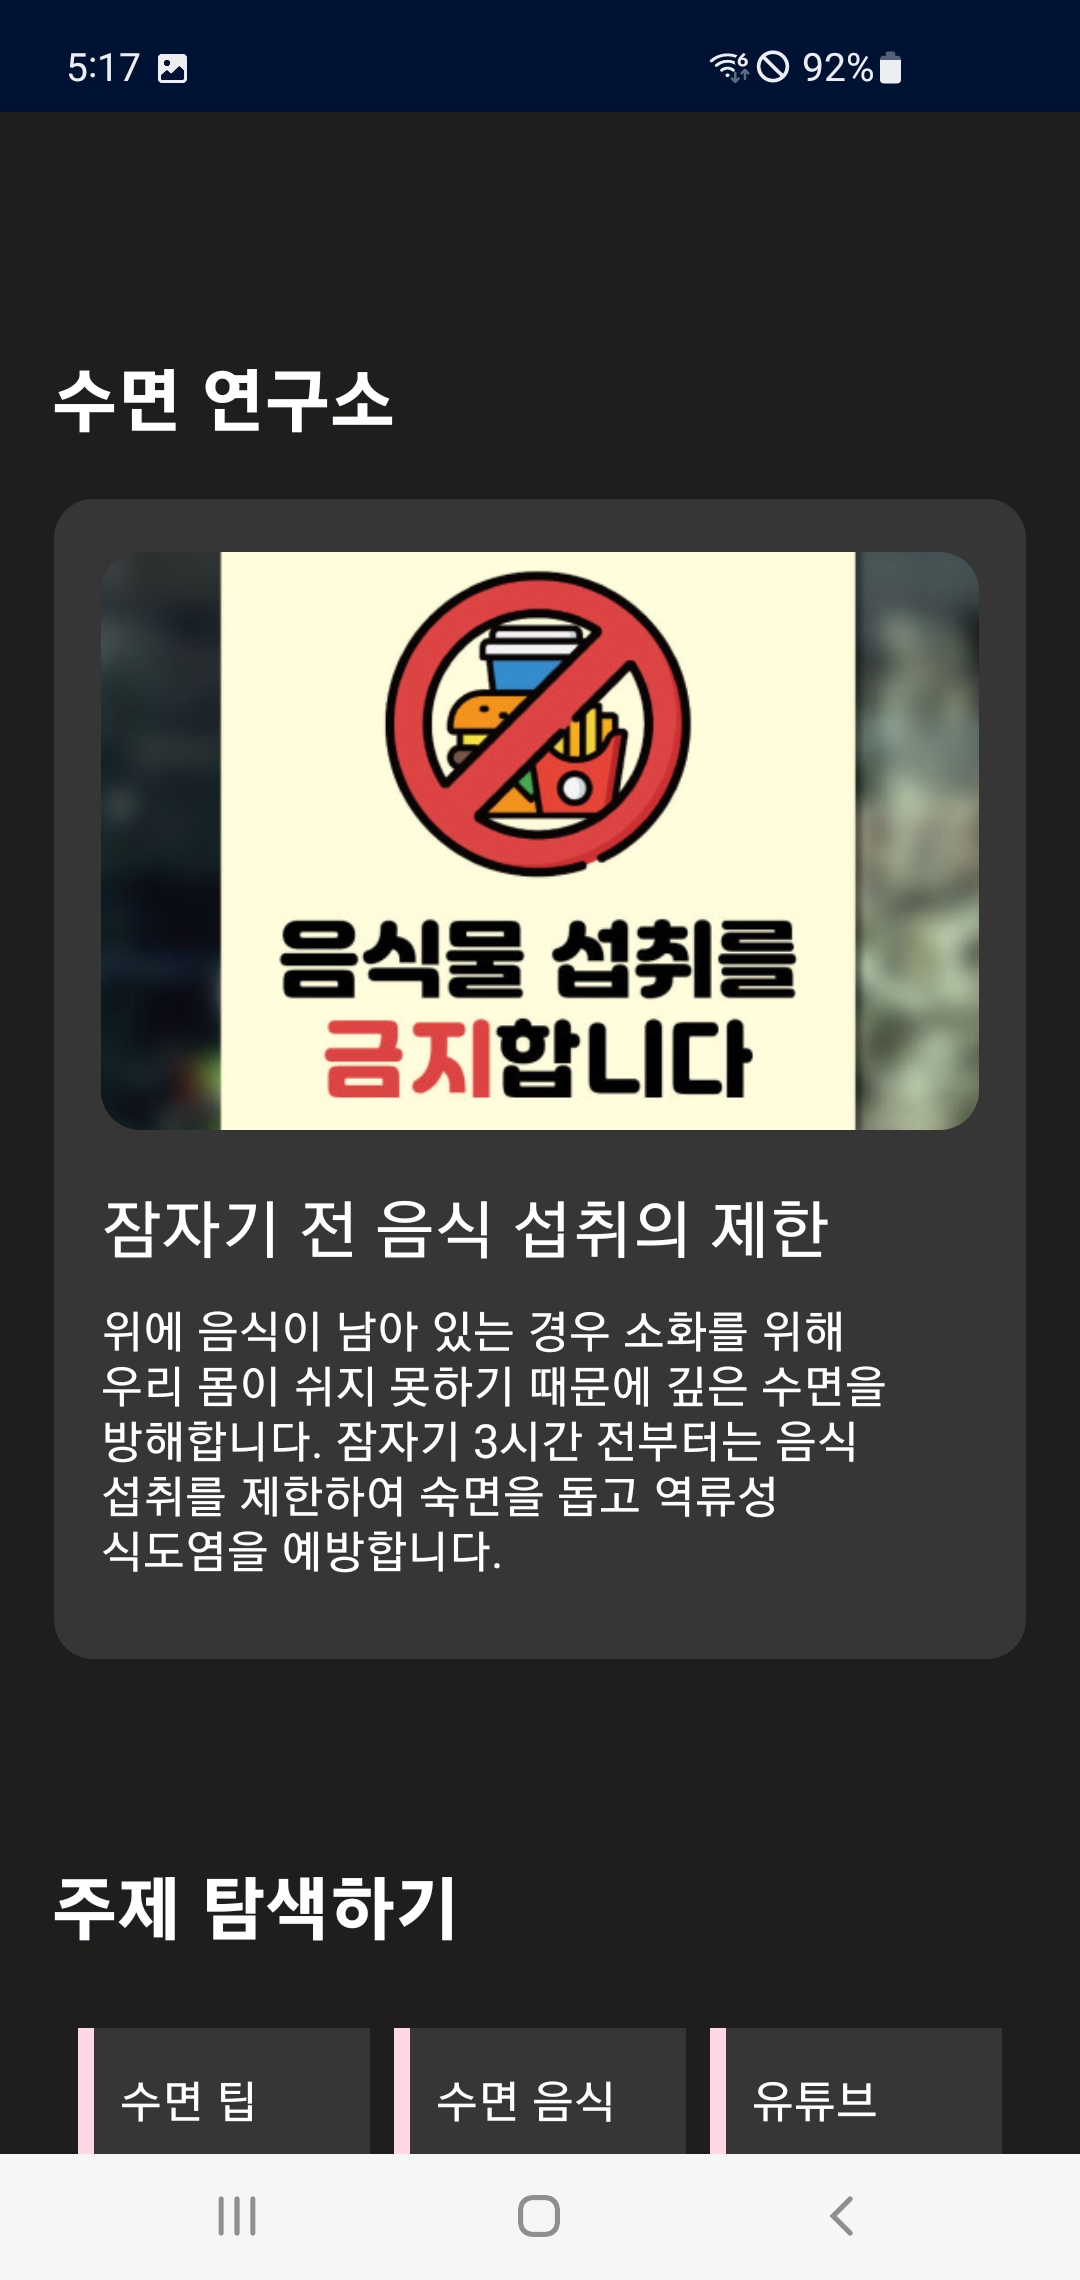 5:17
6
92%
수면 연구소
음식물 섭취를
금지합니다
잠자기 전 음식 섭취의 제한
위에 음식이 남아 있는 경우 소화를 위해
우리 몸이 쉬지 못하기 때문에 깊은 수면을
방해합니다. 잠자기 3시간 전부터는 음식
섭취를 제한하여 숙면을 돕고 역류성
식도염을 예방합니다.
주제 탐색하기
수면 팁
수면 음식
유튜브